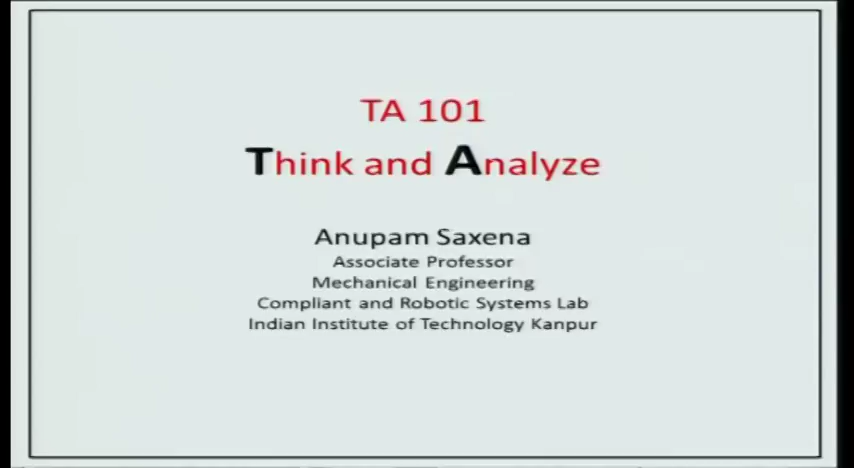 TA 101
Think and Analyze
Anupam Saxena
Associate Professor
Mechanical Engineering
Compliant and Robotic Systems Lab
Indian Institute of Technology Kanpur